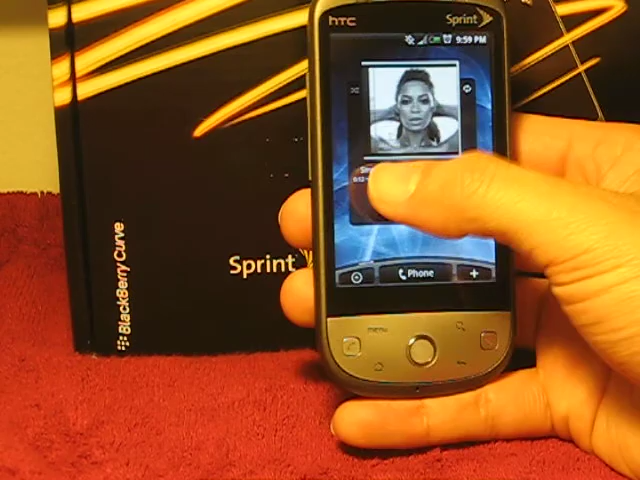 hTC
Sprint
9:59 PM
Phone
menu
Sprint
BlackBerry Curve